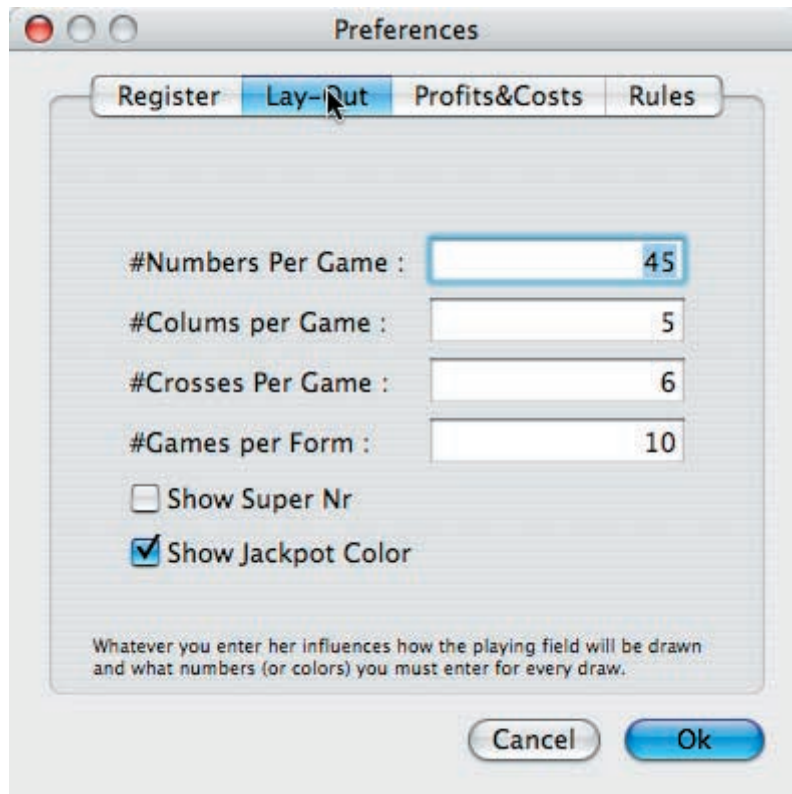 Preferences
Register Lay-Out Profits&Costs Rules
#Numbers Per Game : 45
#Colums per Game : 5
#Crosses Per Game : 6
#Games per Form : 10
Show Super Nr
Show Jackpot Color
Whatever you enter her influences how the playing field will be drawn
and what numbers (or colors) you must enter for every draw.
Cancel Ok